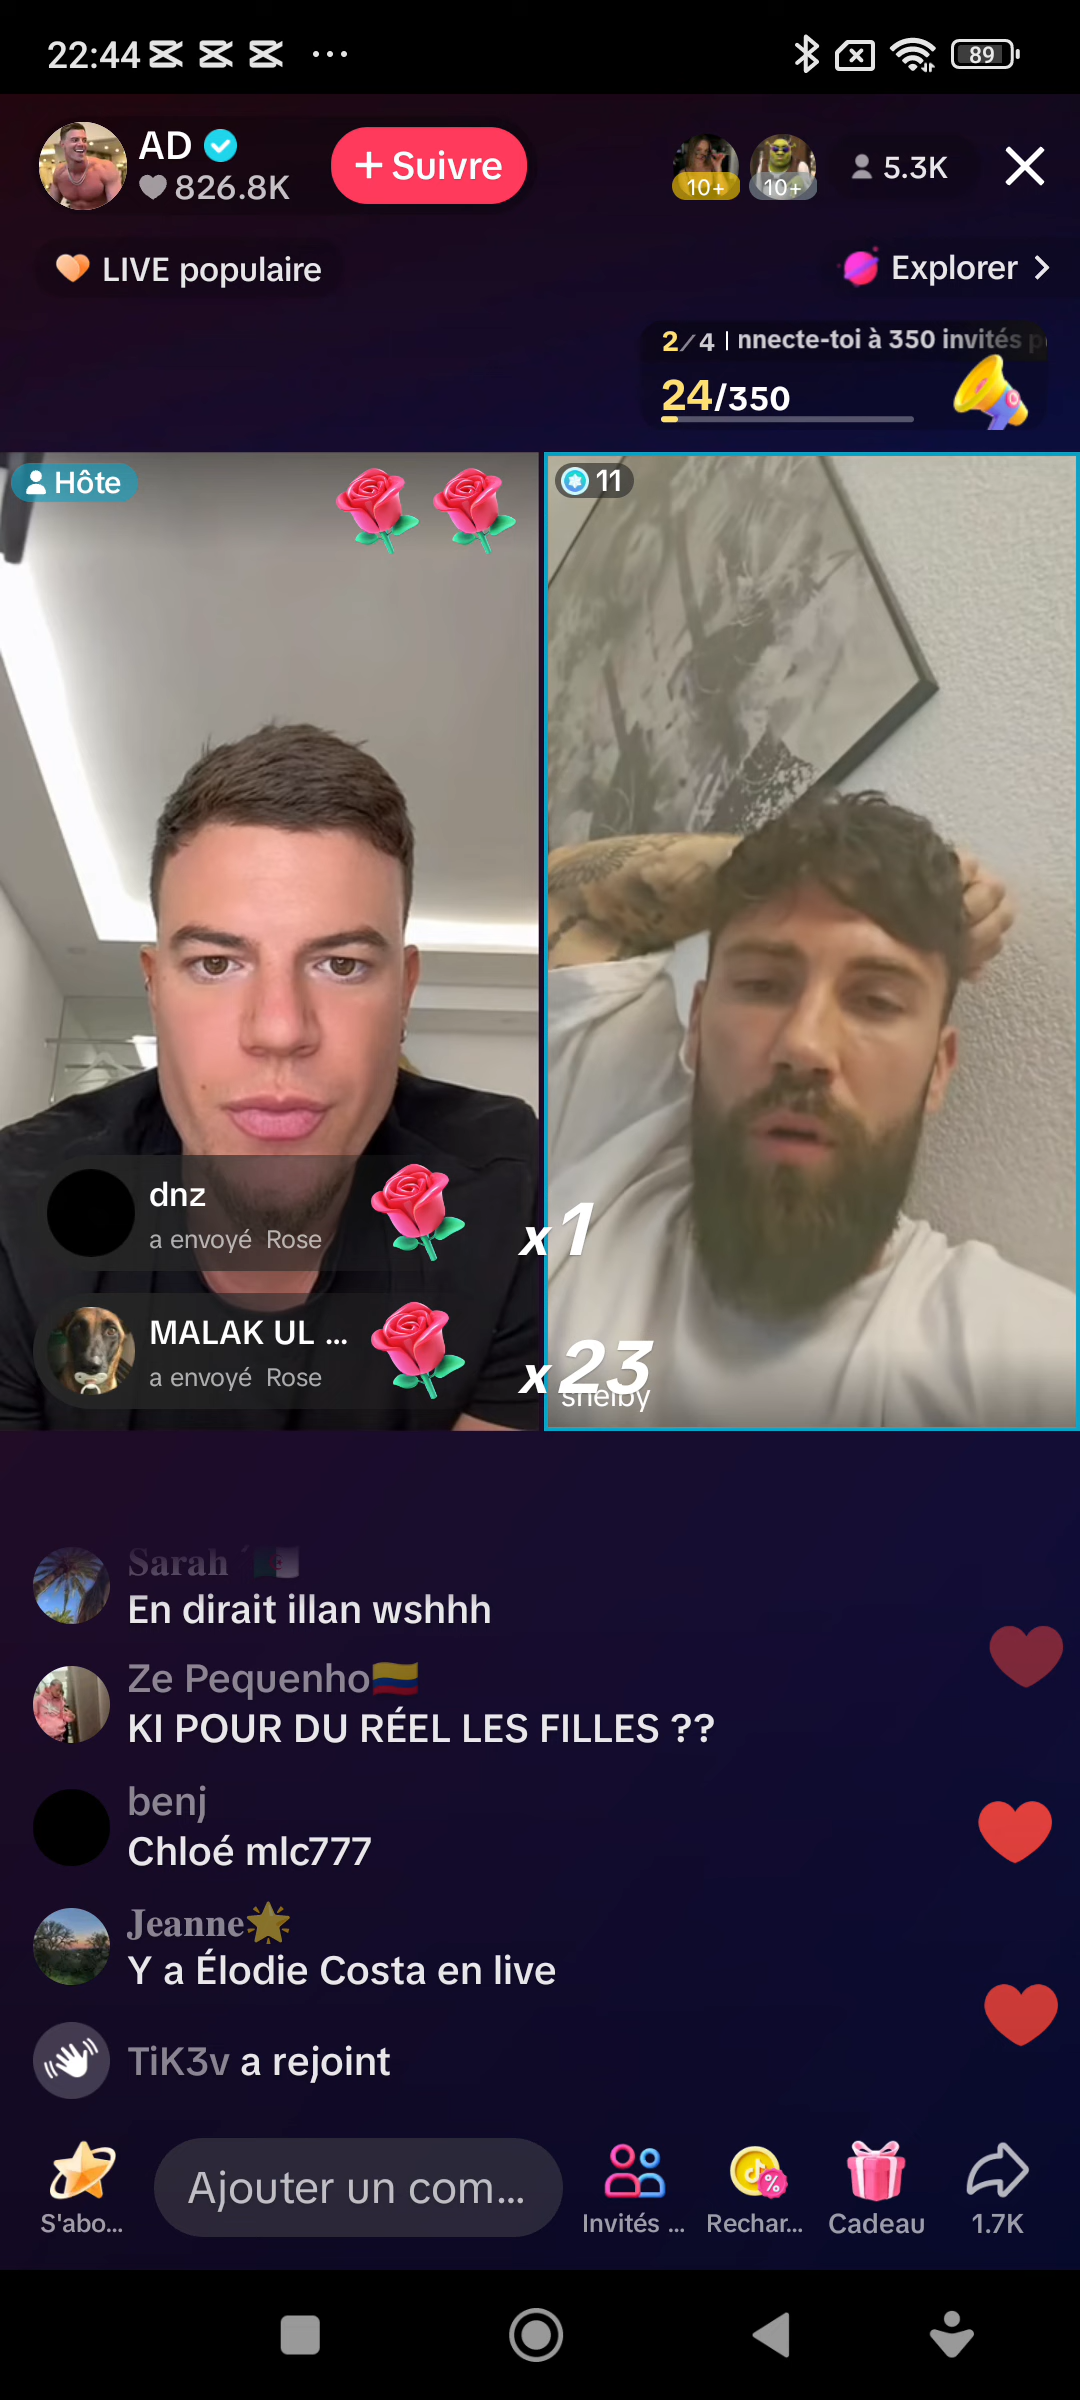 22:44
89
AD
826.8K
+ Suivre
10+
10+
5.3K
LIVE populaire
Explorer
2/4 | nnecte-toi à 350 invités
24/350
Hôte
11
dnz
a envoyé Rose
x1
MALAK UL ...
a envoyé Rose
x23
shelby
Sarah
En dirait illan wshhh
Ze Pequenho🇨🇴
KI POUR DU RÉEL LES FILLES ??
benj
Chloé mlc777
Jeanne🌟
Y a Élodie Costa en live
TiK3v a rejoint
S'abo...
Ajouter un com...
Invités ...
Rechar...
Cadeau
1.7K